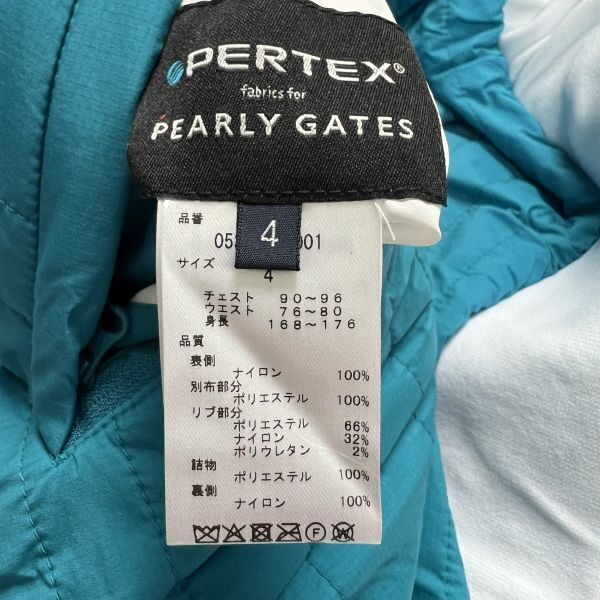 PERTEX®
fabrics for
PEARLY GATES
4
品番
05 001
サイズ
4
チェスト 90～96
ウエスト 76～80
身長 168～176
品質
表側
ナイロン 100%
別布部分
ポリエステル 100%
リブ部分
ポリエステル 66%
ナイロン 32%
ポリウレタン 2%
詰物
ポリエステル 100%
裏側
ナイロン 100%
F W